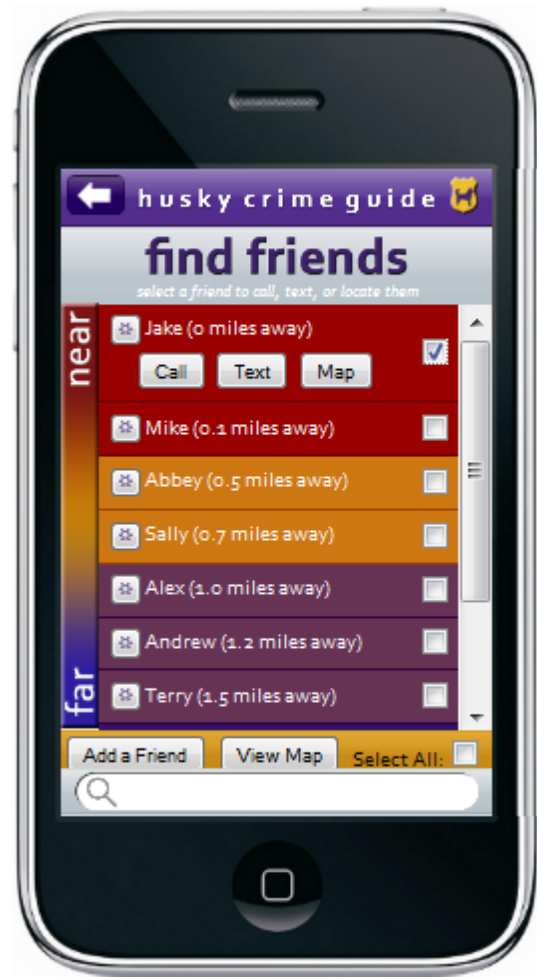 husky crime guide
find friends
select a friend to call, text, or locate them
near
Jake (0 miles away)
Call Text Map
Mike (0.1 miles away)
Abbey (0.5 miles away)
Sally (0.7 miles away)
Alex (1.0 miles away)
Andrew (1.2 miles away)
Terry (1.5 miles away)
far
Add a Friend View Map Select All: